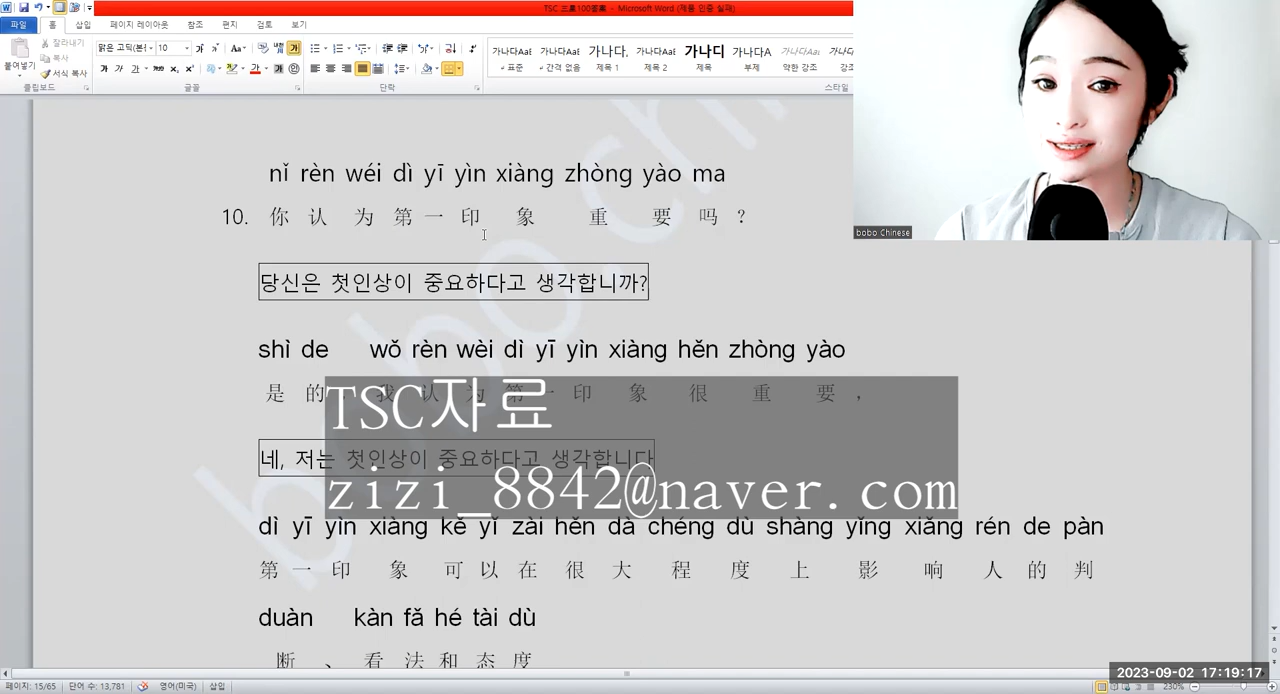 TSC 三星100答案 - Microsoft Word (제품 인증 실패)
파일 홈 삽입 페이지 레이아웃 참조 편지 검토 보기
잘라내기
복사
붙여넣기 서식 복사
맑은 고딕(본 10
가나다AaB 가나다AaB 가나다. 가나다AaB 가나디 가나다A 가나다AaB
표준 간격 없음 제목 1 제목 2 제목 부제 약한 강조 강조
클립보드 글꼴 단락 스타일
bobo Chinese
nǐ rèn wéi dì yī yìn xiàng zhòng yào ma
10. 你 认 为 第 一 印 象 重 要 吗 ？
당신은 첫인상이 중요하다고 생각합니까?
shì de wǒ rèn wèi dì yī yìn xiàng hěn zhòng yào
是 的 ， 我 认 为 第 一 印 象 很 重 要 ，
TSC자료
네, 저는 첫인상이 중요하다고 생각합니다
zizi_8842@naver.com
dì yī yìn xiàng kě yǐ zài hěn dà chéng dù shàng yǐng xiǎng rén de pàn
第 一 印 象 可 以 在 很 大 程 度 上 影 响 人 的 判
duàn kàn fǎ hé tài dù
断 、 看 法 和 态 度
2023-09-02 17:19:17
페이지: 15/65 단어 수: 13,781 영어(미국) 삽입 230%